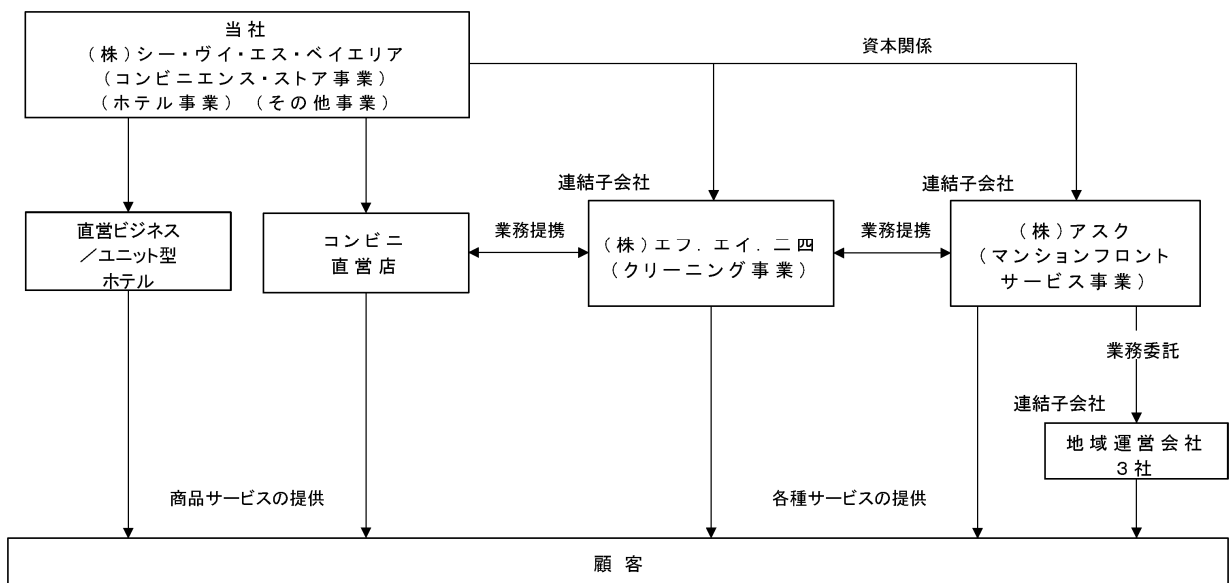 当社
(株)シー・ヴイ・エス・ベイエリア
(コンビニエンス・ストア事業)
(ホテル事業) (その他事業)
資本関係
連結子会社
連結子会社
直営ビジネス
/ユニット型
ホテル
コンビニ
直営店
業務提携
(株)エフ.エイ.二四
(クリーニング事業)
業務提携
(株)アスク
(マンションフロント
サービス事業)
業務委託
連結子会社
地域運営会社
3社
商品サービスの提供
各種サービスの提供
顧客